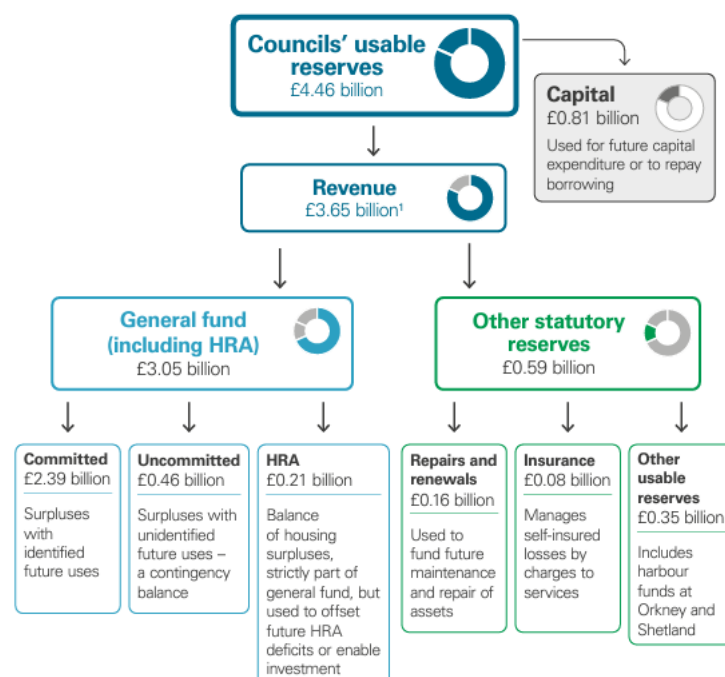 Councils’ usable
reserves
£4.46 billion
Capital
£0.81 billion
Used for future capital
expenditure or to repay
borrowing
Revenue
£3.65 billion¹
General fund
(including HRA)
£3.05 billion
Other statutory
reserves
£0.59 billion
Committed
£2.39 billion
Surpluses
with
identified
future uses
Uncommitted
£0.46 billion
Surpluses with
unidentified
future uses –
a contingency
balance
HRA
£0.21 billion
Balance
of housing
surpluses,
strictly part of
general fund, but
used to offset
future HRA
deficits or enable
investment
Repairs and
renewals
£0.16 billion
Used to
fund future
maintenance
and repair of
assets
Insurance
£0.08 billion
Manages
self-insured
losses by
charges to
services
Other
usable
reserves
£0.35 billion
Includes
harbour
funds at
Orkney and
Shetland